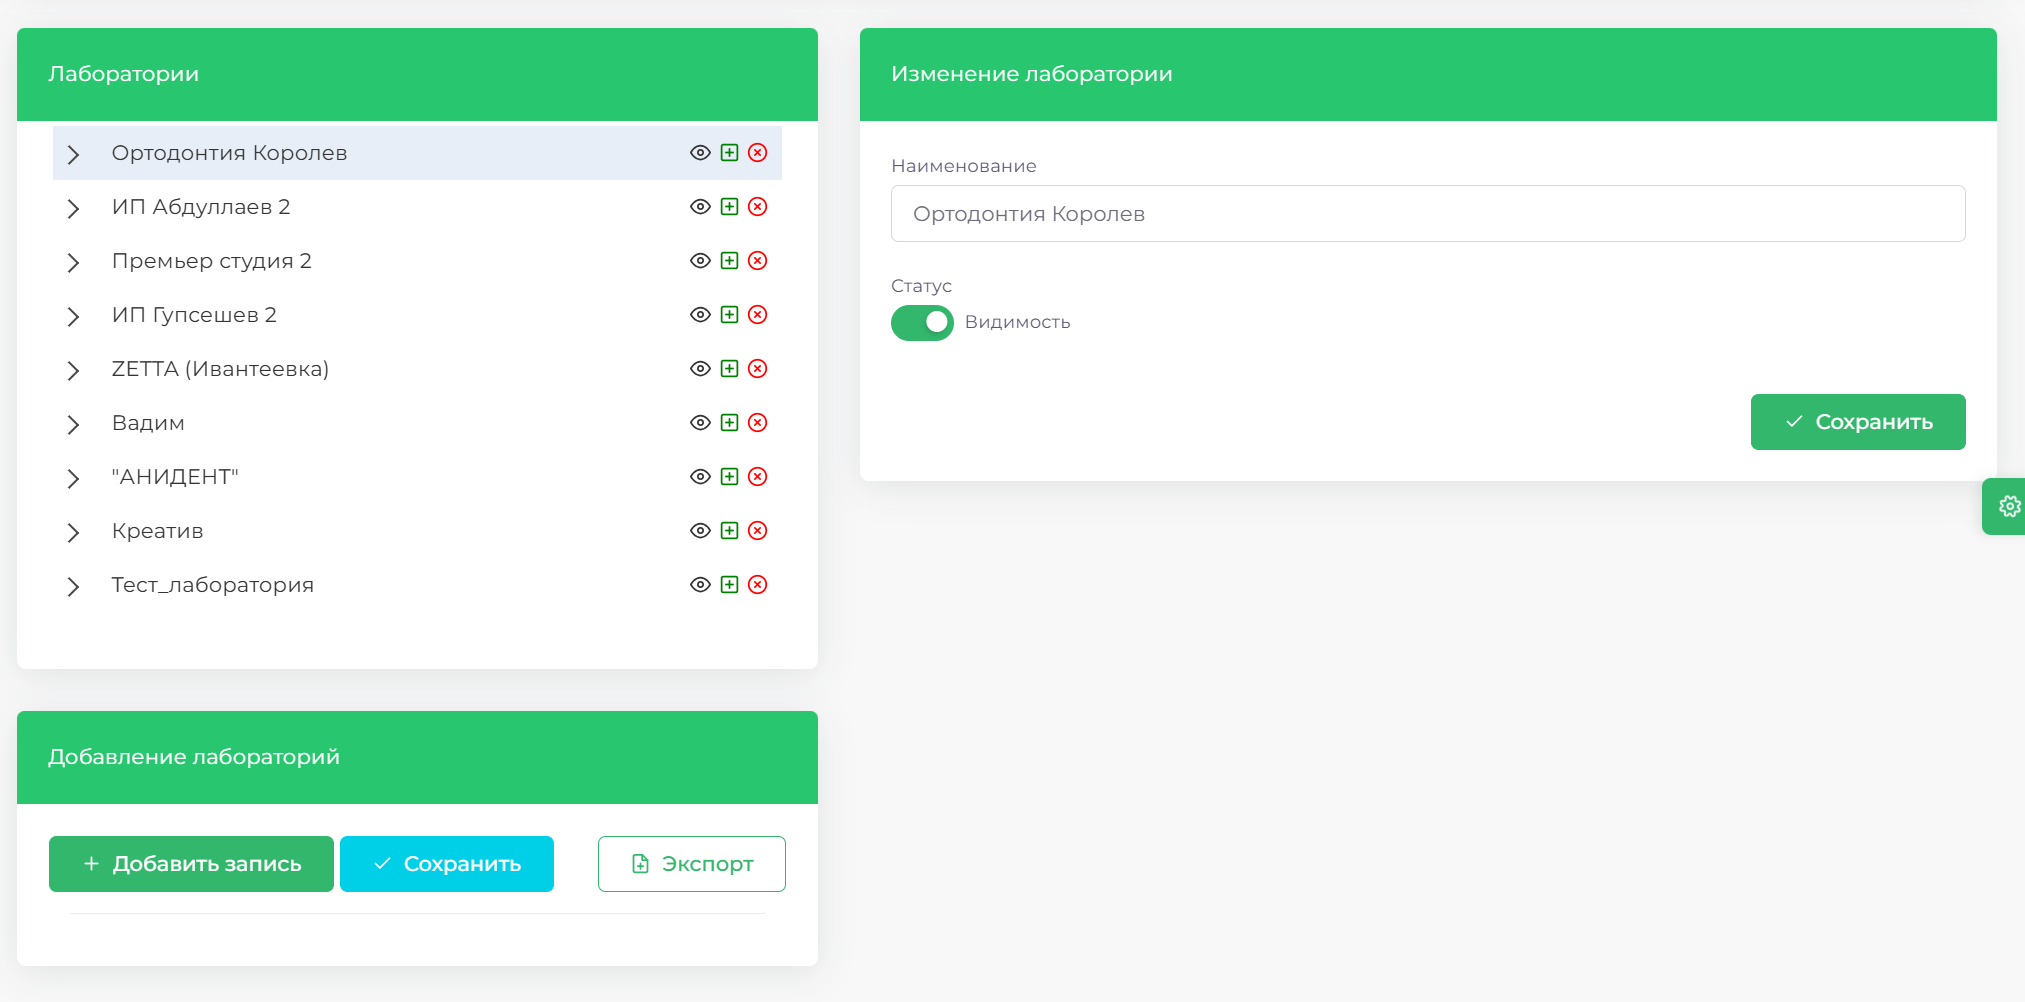 Лаборатории
Ортодонтия Королев
ИП Абдуллаев 2
Премьер студия 2
ИП Гупсешев 2
ZETTA (Ивантеевка)
Вадим
"АНИДЕНТ"
Креатив
Тест_лаборатория
Добавление лабораторий
Добавить запись
Сохранить
Экспорт
Изменение лаборатории
Наименование
Ортодонтия Королев
Статус
Видимость
Сохранить